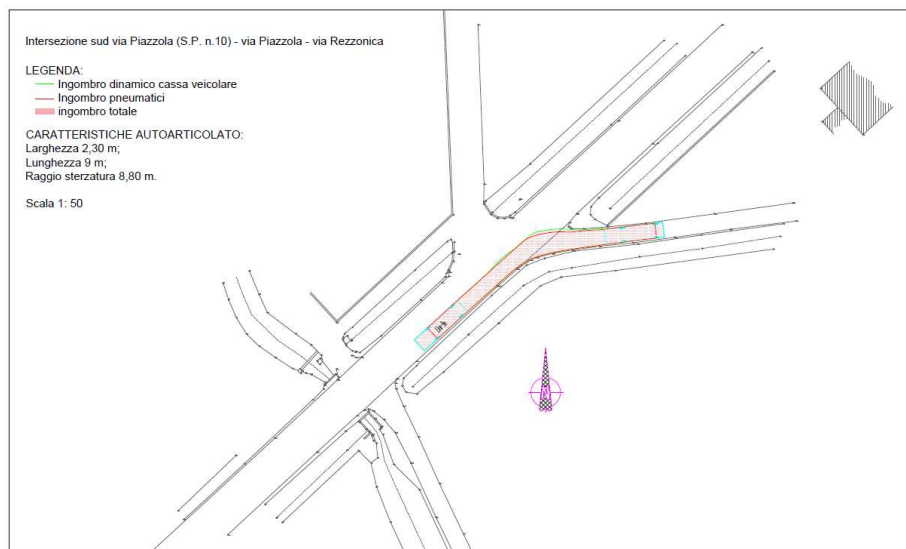 Intersezione sud via Piazzola (S.P. n.10) - via Piazzola - via Rezzonica
LEGENDA:
Ingombro dinamico cassa veicolare
Ingombro pneumatici
ingombro totale
CARATTERISTICHE AUTOARTICOLATO:
Larghezza 2,30 m;
Lunghezza 9 m;
Raggio sterzatura 8,80 m.
Scala 1: 50